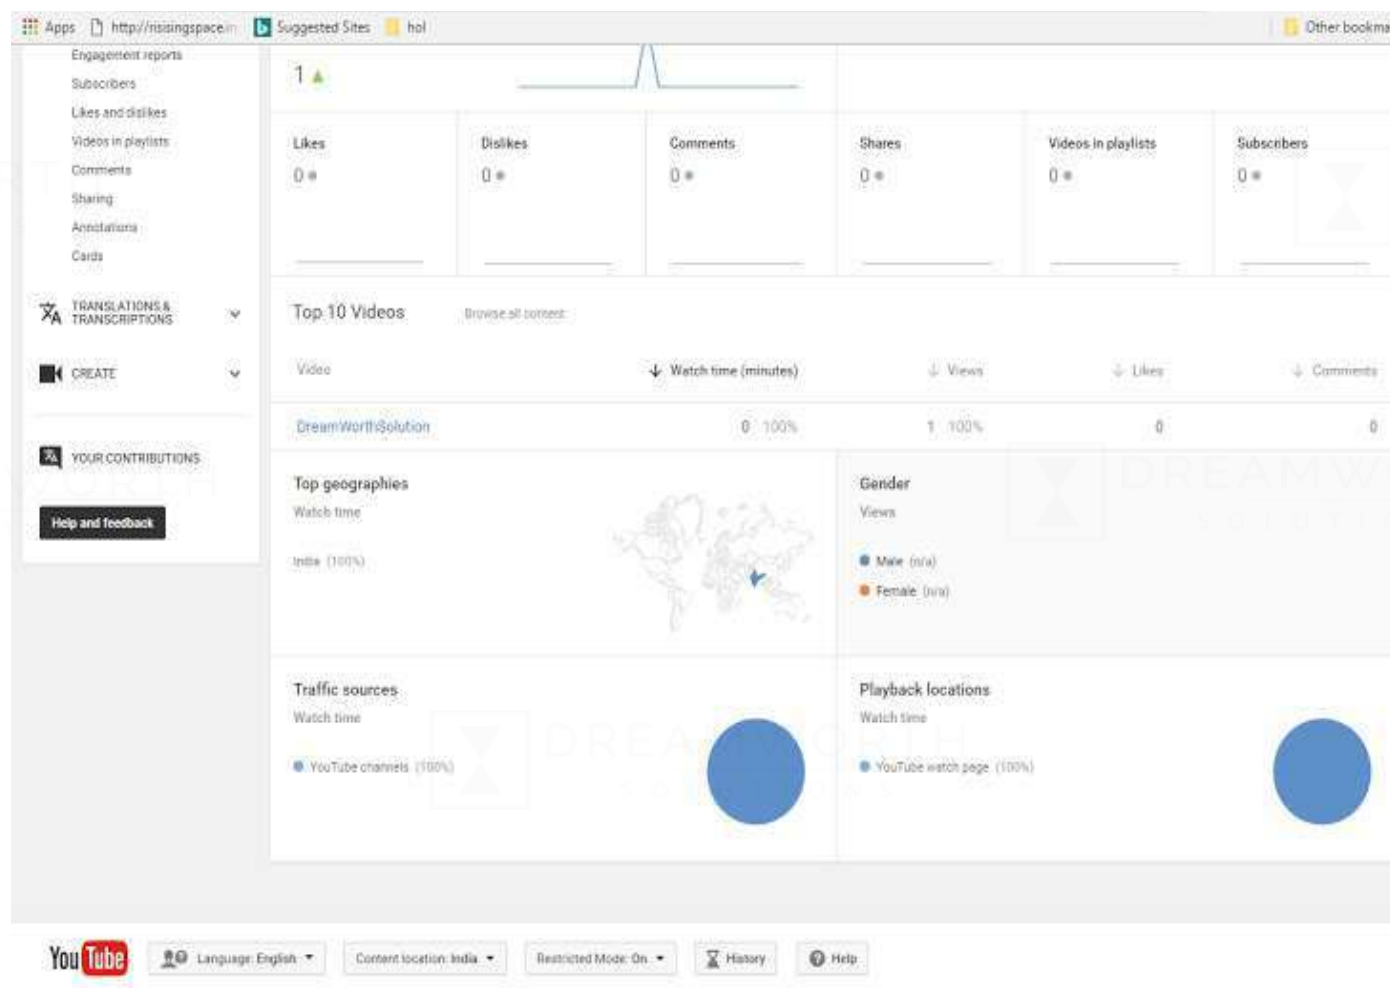 Apps http://risisingspace.in Suggested Sites hol Other bookma
Engagement reports
Subscribers
Likes and dislikes
Videos in playlists
Comments
Sharing
Annotations
Cards
TRANSLATIONS &
TRANSCRIPTIONS
CREATE
YOUR CONTRIBUTIONS
Help and feedback
1
Likes Dislikes Comments Shares Videos in playlists Subscribers
0 0 0 0 0 0
Top 10 Videos Browse all content
Video Watch time (minutes) Views Likes Comments
DreamWorthSolution 0 100% 1 100% 0 0
Top geographies
Watch time
India (100%)
Gender
Views
Male (n/a)
Female (n/a)
Traffic sources
Watch time
YouTube channels (100%)
Playback locations
Watch time
YouTube watch page (100%)
DREAMWORTH
YouTube Language: English Content location: India Restricted Mode: On History Help